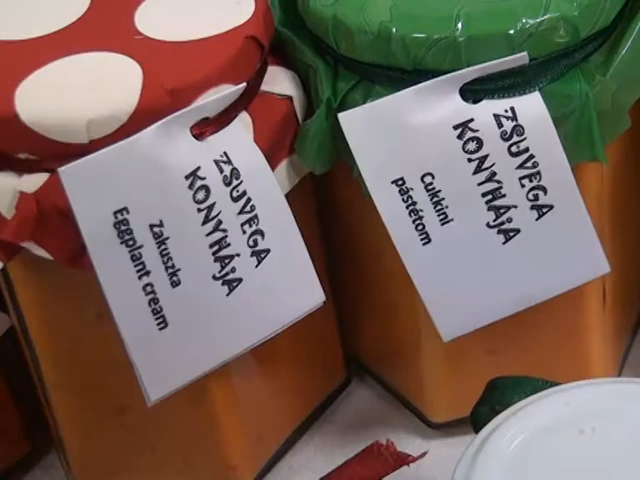 ZSUVEGA
KONYHÁJA
Zakuszka
Eggplant cream
ZSUVEGA
KONYHÁJA
Cukkini
pástétom